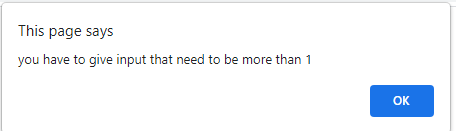 This page says
you have to give input that need to be more than 1
OK